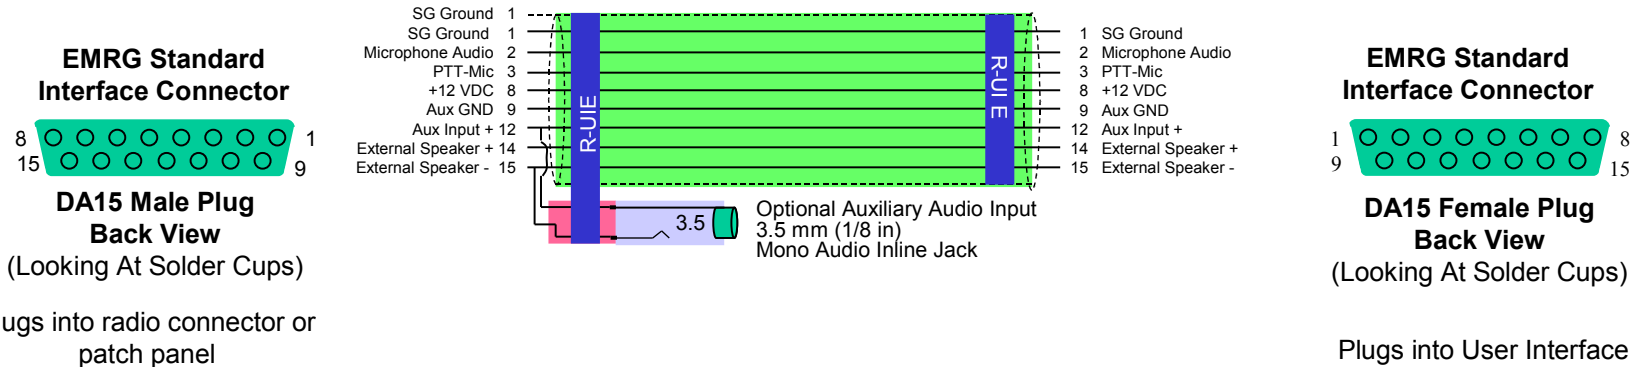 EMRG Standard
Interface Connector
8 1
15 9
DA15 Male Plug
Back View
(Looking At Solder Cups)
ugs into radio connector or
patch panel
SG Ground 1
SG Ground 1
Microphone Audio 2
PTT-Mic 3
+12 VDC 8
Aux GND 9
Aux Input + 12
External Speaker + 14
External Speaker - 15
R-UIE
R-UI E
1 SG Ground
2 Microphone Audio
3 PTT-Mic
8 +12 VDC
9 Aux GND
12 Aux Input +
14 External Speaker +
15 External Speaker -
3.5
Optional Auxiliary Audio Input
3.5 mm (1/8 in)
Mono Audio Inline Jack
EMRG Standard
Interface Connector
1 8
9 15
DA15 Female Plug
Back View
(Looking At Solder Cups)
Plugs into User Interface